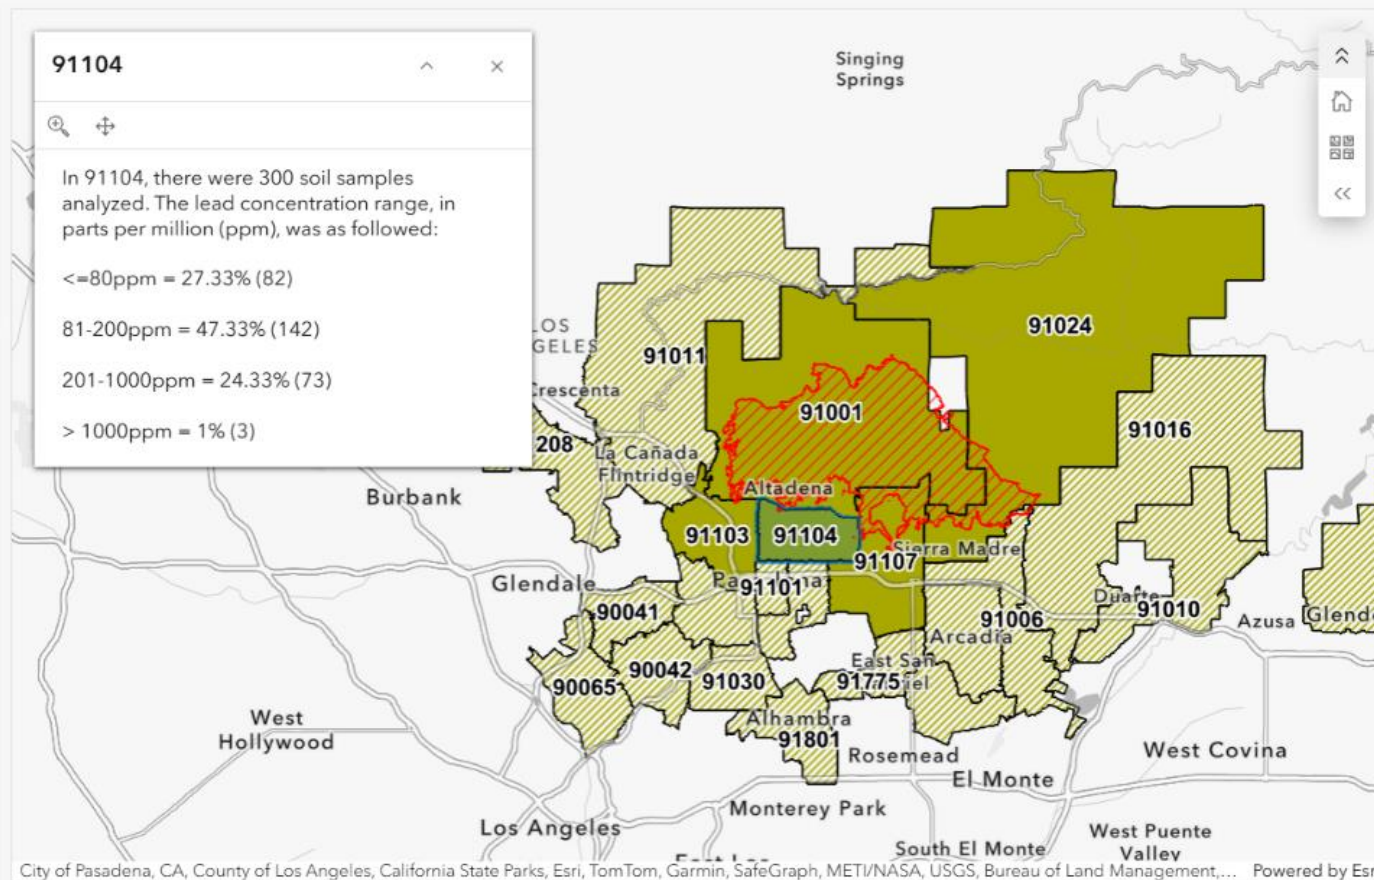 91104
In 91104, there were 300 soil samples
analyzed. The lead concentration range, in
parts per million (ppm), was as followed:
<=80ppm = 27.33% (82)
81-200ppm = 47.33% (142)
201-1000ppm = 24.33% (73)
> 1000ppm = 1% (3)
Singing
Springs
91024
91011
Crescenta
91001
91016
208
La Cañada
Flintridge
Burbank
Altadena
91103
91104
Sierra Madre
91107
Glendale
91101
90041
Duarte
91010
91006
Azusa
Arcadia
East San
90042
91030
91775
90065
West
Hollywood
Alhambra
91801
Rosemead
West Covina
El Monte
Monterey Park
Los Angeles
West Puente
Valley
South El Monte
City of Pasadena, CA, County of Los Angeles, California State Parks, Esri, TomTom, Garmin, SafeGraph, METI/NASA, USGS, Bureau of Land Management,... Powered by Esr